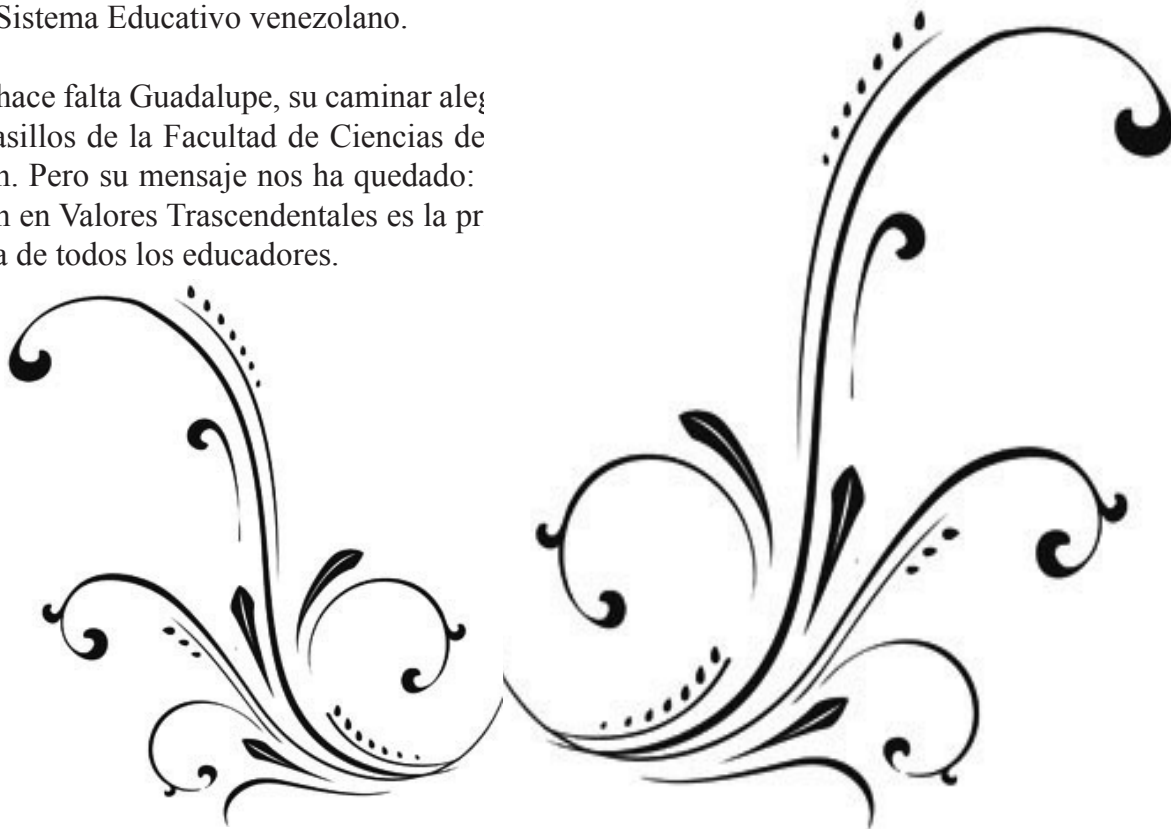 Sistema Educativo venezolano.
hace falta Guadalupe, su caminar
de la Facultad de Ciencias de
Pero su mensaje nos ha quedado:
en Valores Trascendentales es la
de todos los educadores.